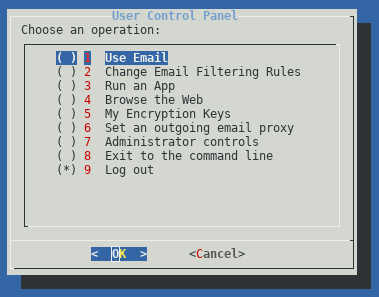 User Control Panel
Choose an operation:
( ) 1 Use Email
( ) 2 Change Email Filtering Rules
( ) 3 Run an App
( ) 4 Browse the Web
( ) 5 My Encryption Keys
( ) 6 Set an outgoing email proxy
( ) 7 Administrator controls
( ) 8 Exit to the command line
(*) 9 Log out
< OK > <Cancel>